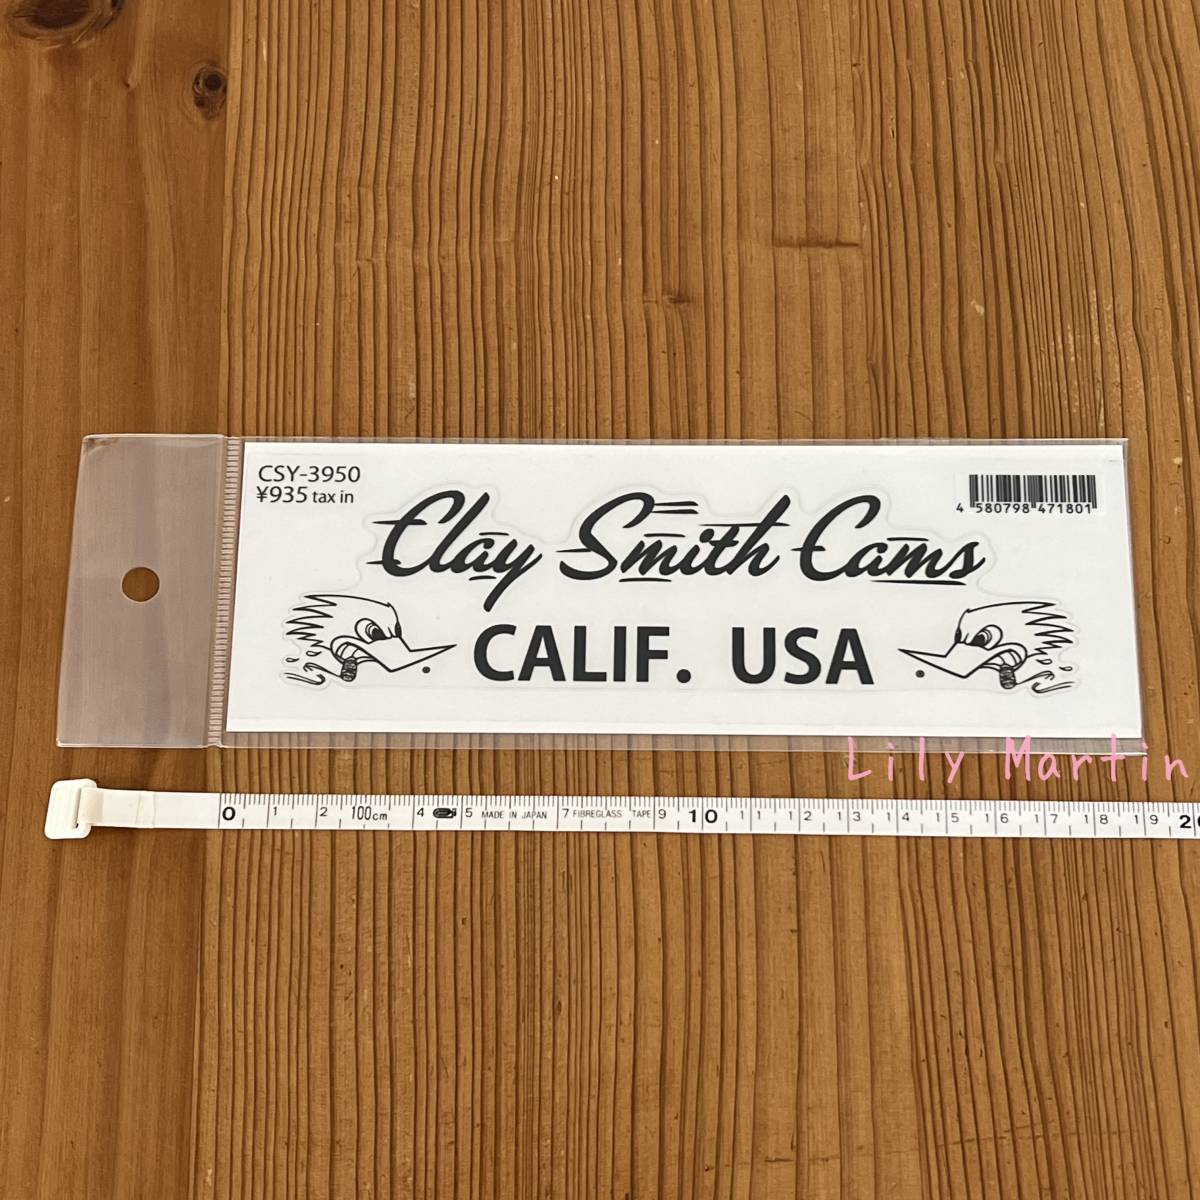 CSY-3950
¥935 tax in
4 580798 471801
Clay Smith Cams
CALIF. USA
Lily Martin
0 1 2 100cm 4 5 MADE IN JAPAN 7 FIBREGLASS TAPE 9 10 11 12 13 14 15 16 17 18 19 20